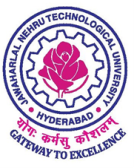 JAWAHARLAL NEHRU TECHNOLOGICAL UNIVERSITY
HYDERABAD
योगः कर्मसु कौशलम्
GATEWAY TO EXCELLENCE